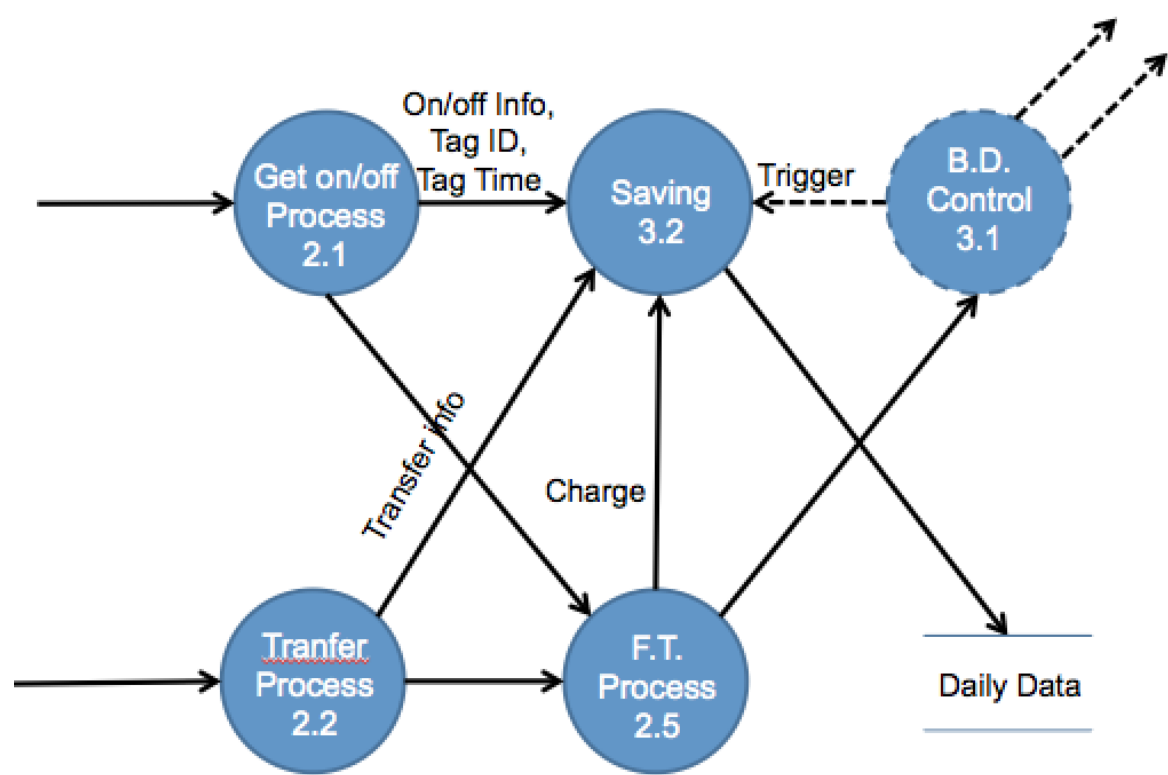 On/off Info,
Tag ID,
Tag Time
Get on/off
Process
2.1
Saving
3.2
Trigger
B.D.
Control
3.1
Transfer info
Charge
Tranfer
Process
2.2
F.T.
Process
2.5
Daily Data